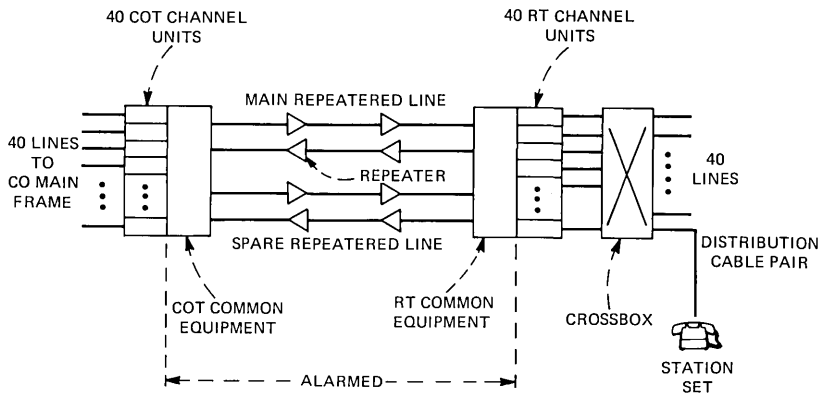 40 COT CHANNEL
UNITS
40 RT CHANNEL
UNITS
MAIN REPEATERED LINE
40 LINES
TO
CO MAIN
FRAME
REPEATER
40
LINES
SPARE REPEATERED LINE
DISTRIBUTION
CABLE PAIR
COT COMMON
EQUIPMENT
RT COMMON
EQUIPMENT
CROSSBOX
STATION
SET
ALARMED